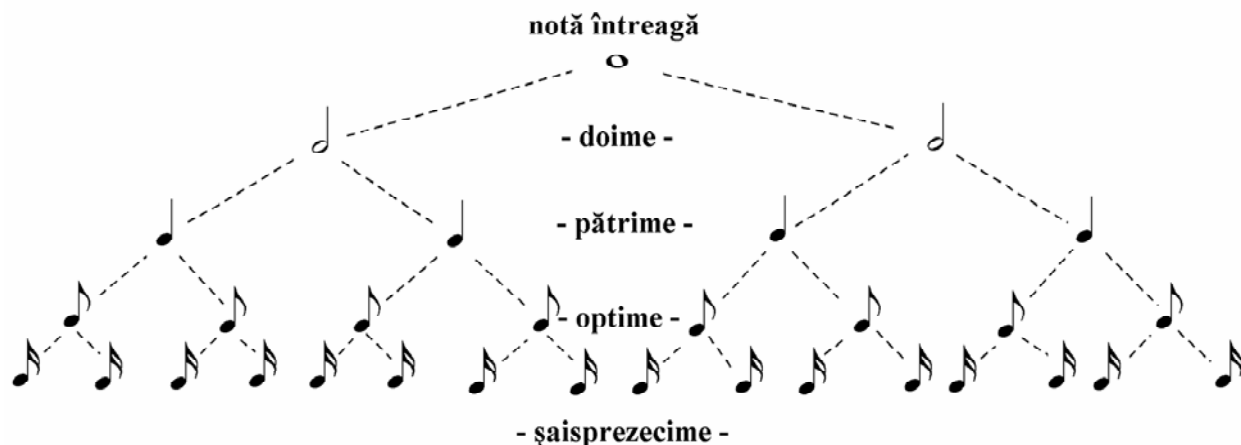 notă întreagă
- doime -
- pătrime -
- optime -
- șaisprezecime -